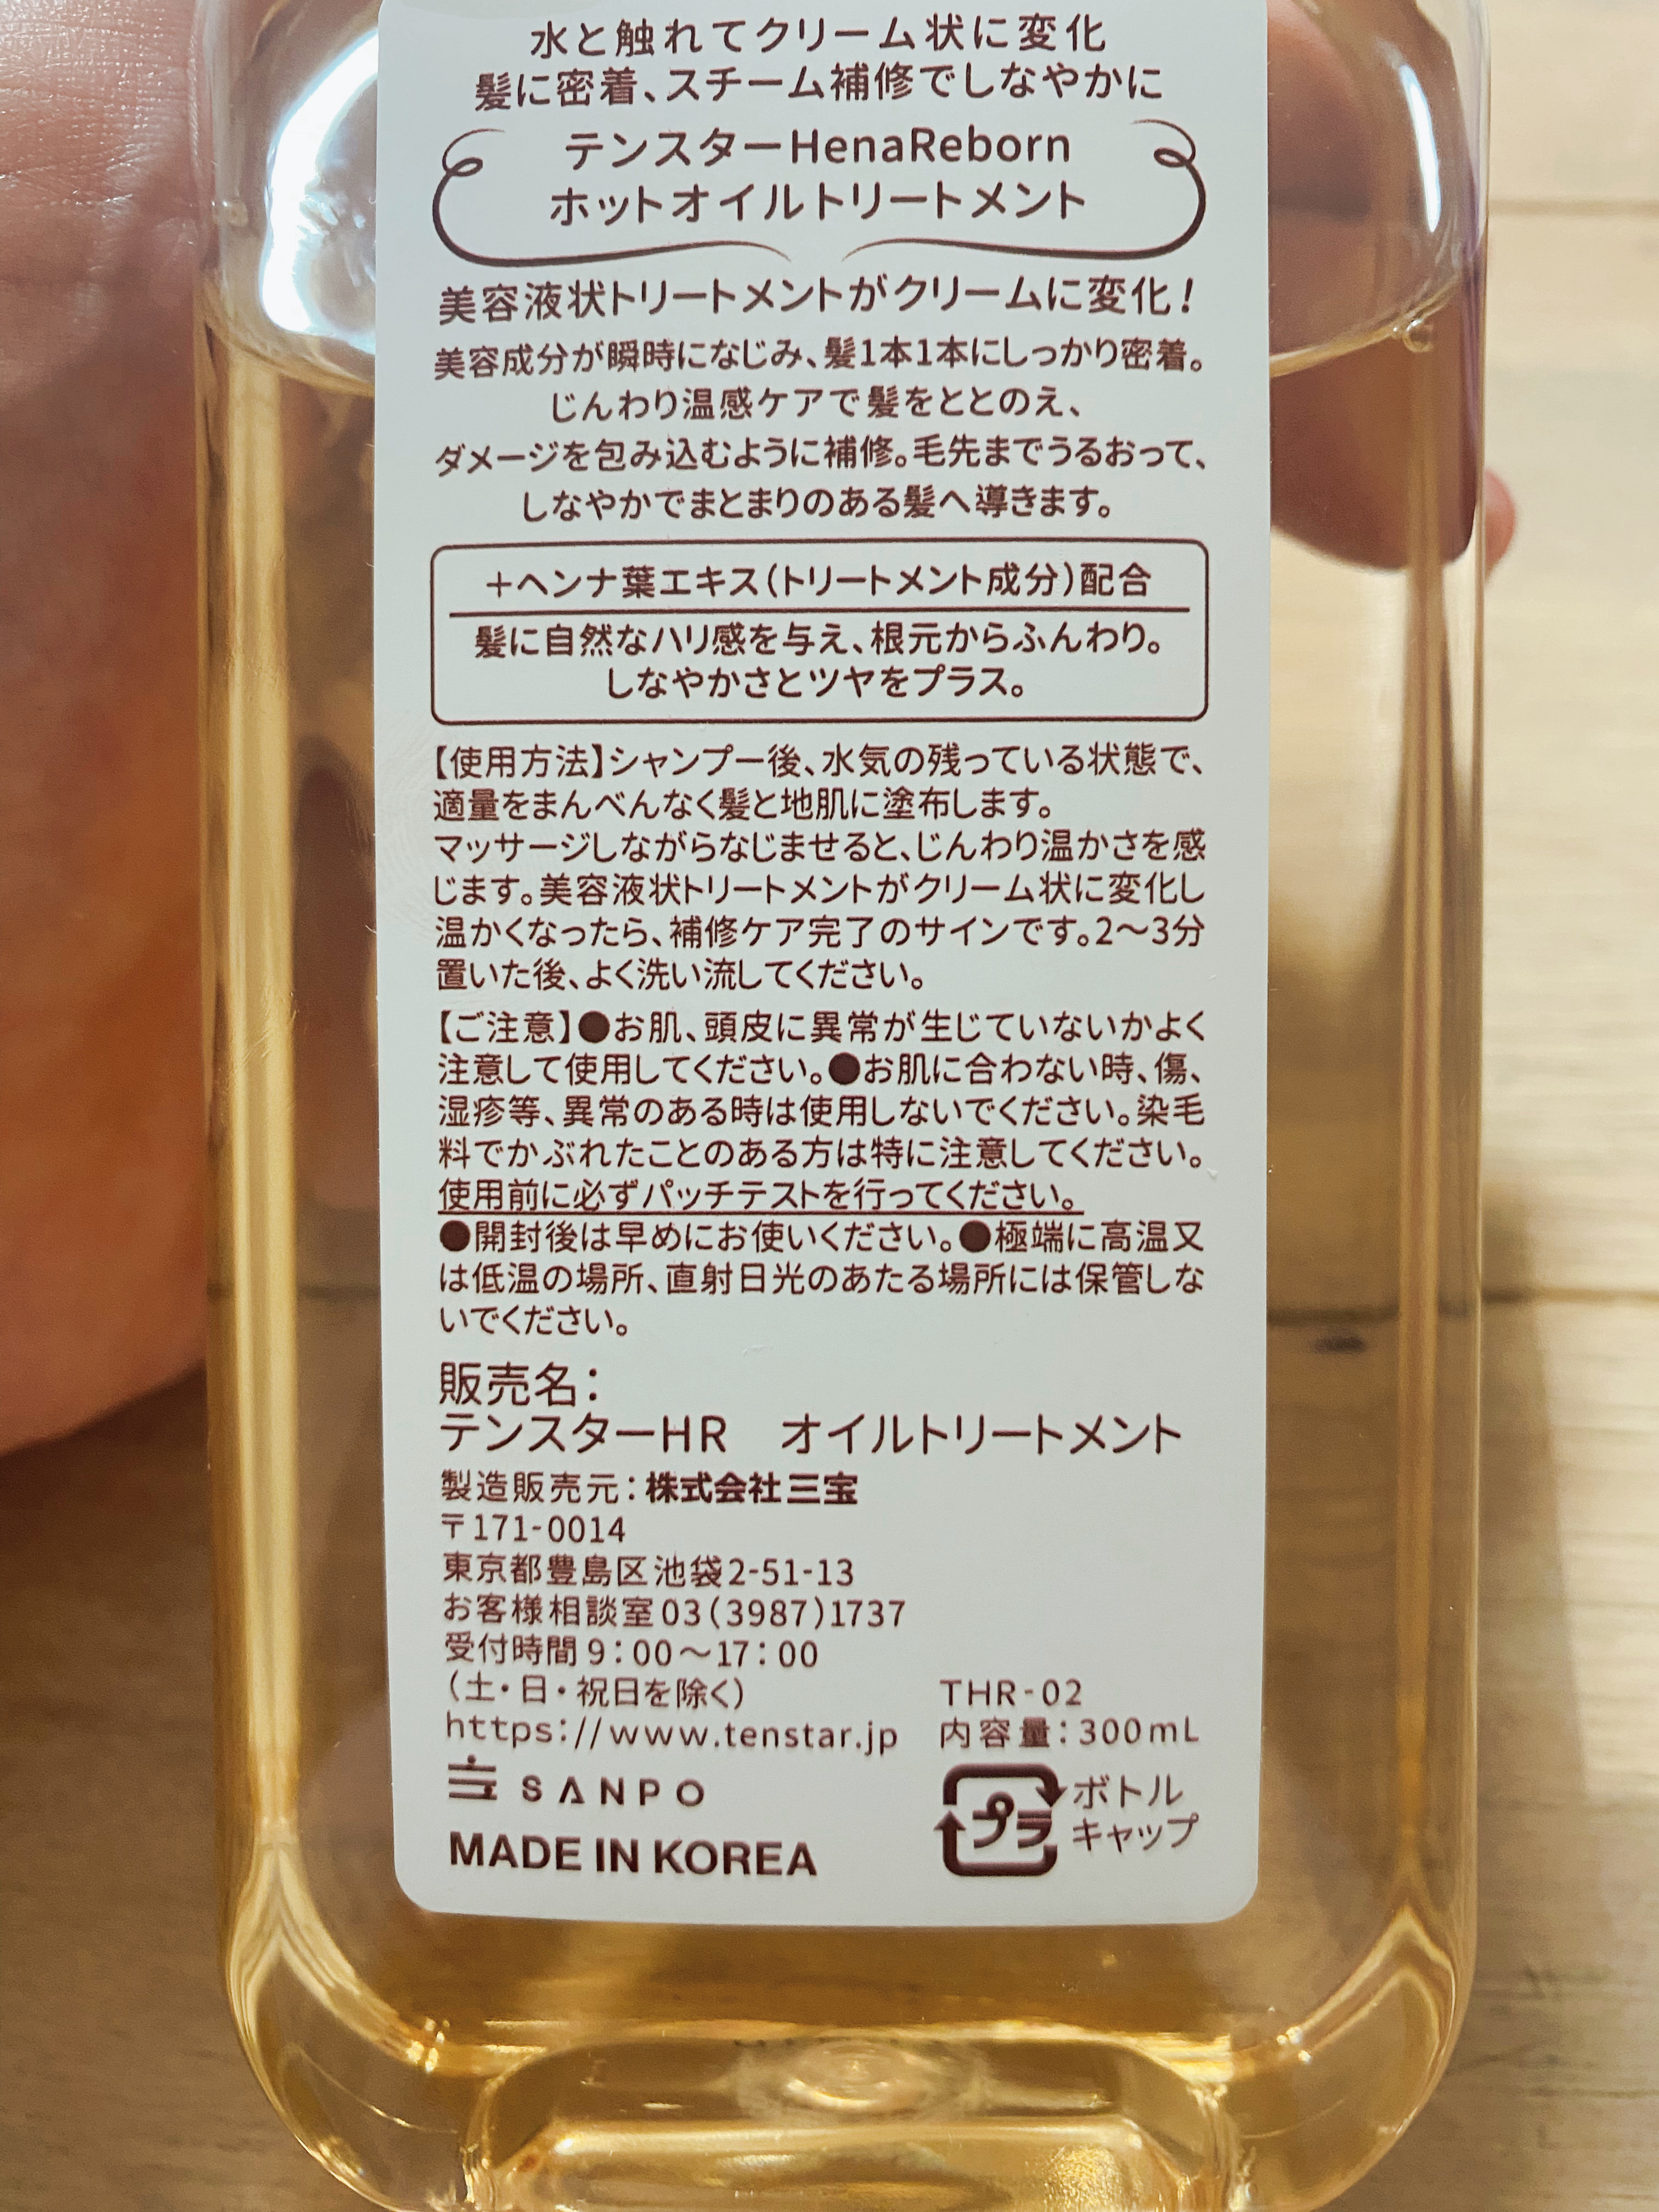 水と触れてクリーム状に変化
髪に密着、スチーム補修でしなやかに
テンスターHenaReborn
ホットオイルトリートメント
美容液状トリートメントがクリームに変化!
美容成分が瞬時になじみ、髪1本1本にしっかり密着。
じんわり温感ケアで髪をととのえ、
ダメージを包み込むように補修。毛先までうるおって、
しなやかでまとまりのある髪へ導きます。
+ヘンナ葉エキス(トリートメント成分)配合
髪に自然なハリ感を与え、根元からふんわり。
しなやかさとツヤをプラス。
【使用方法】シャンプー後、水気の残っている状態で、
適量をまんべんなく髪と地肌に塗布します。
マッサージしながらなじませると、じんわり温かさを感
じます。美容液状トリートメントがクリーム状に変化し
温かくなったら、補修ケア完了のサインです。2〜3分
置いた後、よく洗い流してください。
【ご注意】●お肌、頭皮に異常が生じていないかよく
注意して使用してください。●お肌に合わない時、傷、
湿疹等、異常のある時は使用しないでください。染毛
料でかぶれたことのある方は特に注意してください。
使用前に必ずパッチテストを行ってください。
●開封後は早めにお使いください。●極端に高温又
は低温の場所、直射日光のあたる場所には保管しな
いでください。
販売名:
テンスターHR オイルトリートメント
製造販売元:株式会社三宝
〒171-0014
東京都豊島区池袋2-51-13
お客様相談室03(3987)1737
受付時間9:00〜17:00
(土・日・祝日を除く)
THR-02
https://www.tenstar.jp
内容量:300mL
SANPO
MADE IN KOREA
プラ
ボトル
キャップ